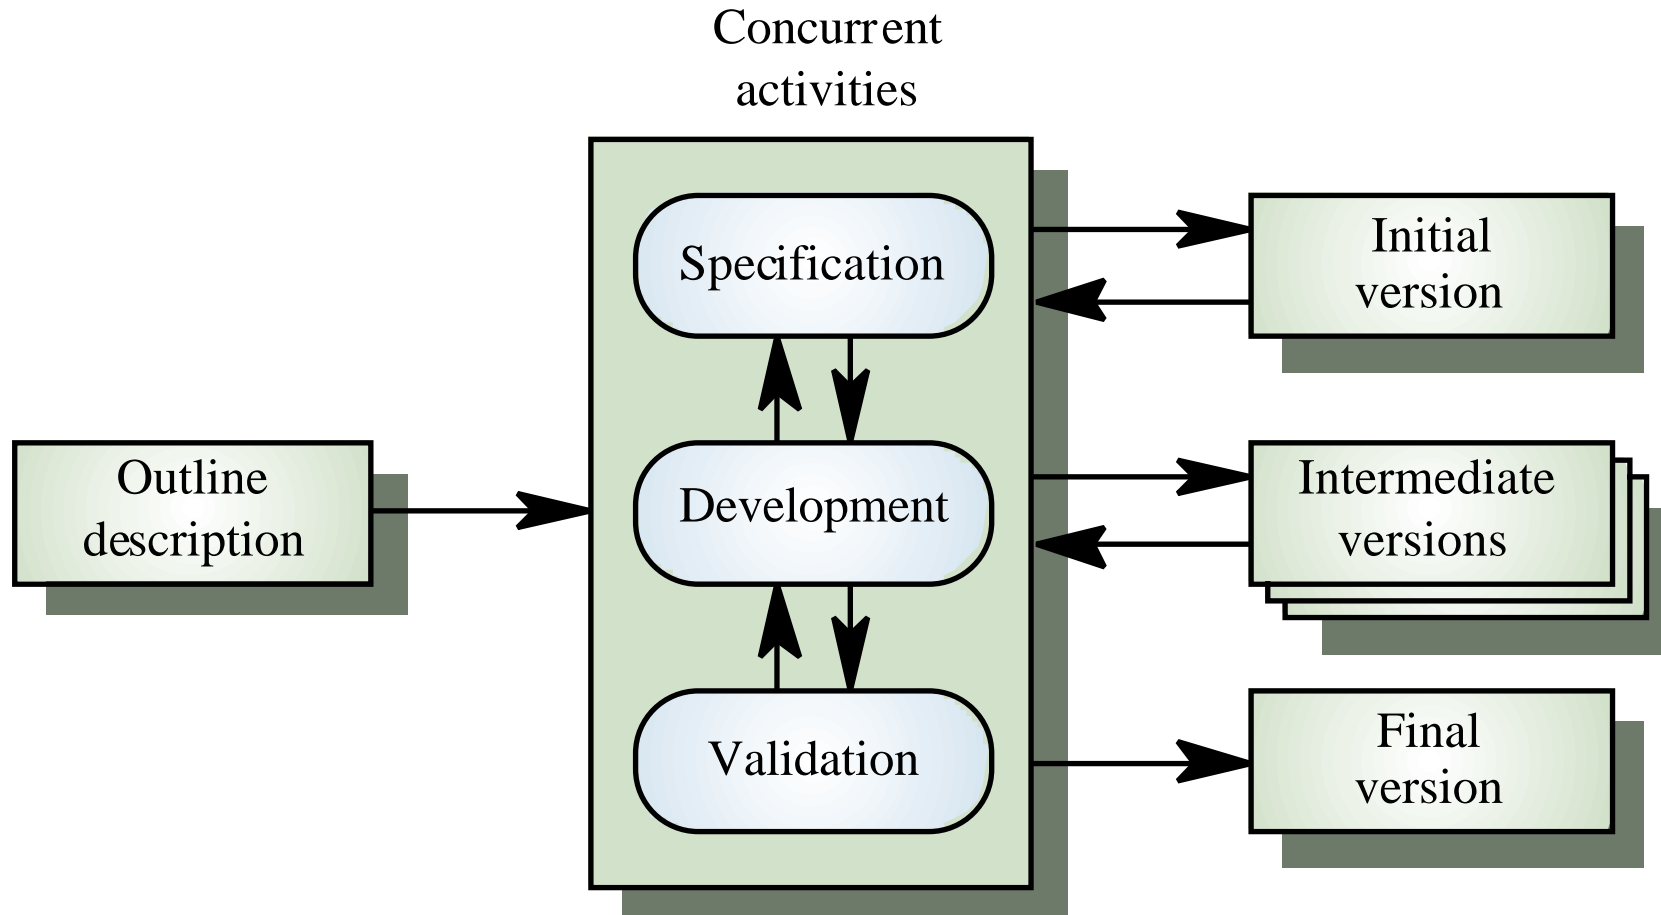 Concurrent
activities
Specification
Initial
version
Outline
description
Development
Intermediate
versions
Validation
Final
version